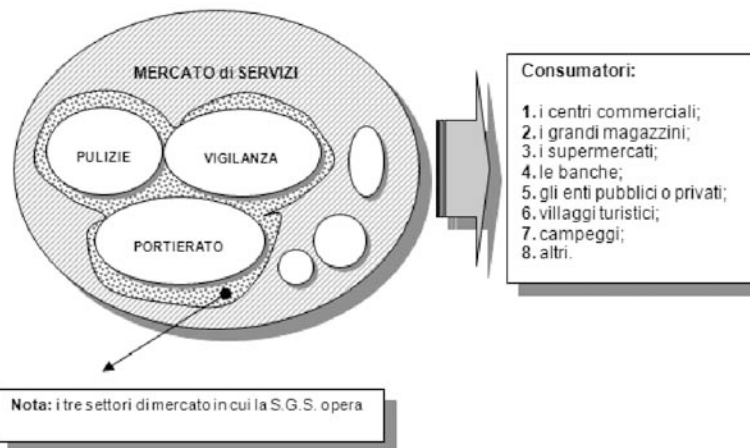 MERCATO di SERVIZI
PULIZIE
VIGILANZA
PORTIERATO
Consumatori:
1. i centri commerciali;
2. i grandi magazzini;
3. i supermercati;
4. le banche;
5. gli enti pubblici o privati;
6. villaggi turistici;
7. campeggi;
8. altri.
Nota: i tre settori di mercato in cui la S.G.S. opera